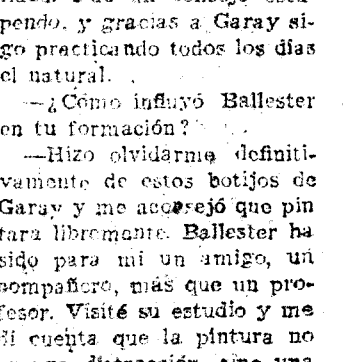 pendo, y gracias a Garay si-
go practicando todos los días
el natural.
—¿Cómo influyó Ballester
en tu formación?
—Hizo olvidarme definiti-
vamente de estos botijos de
Garay y me aconsejó que pin
tara libremente. Ballester ha
sido para mí un amigo, un
compañero, más que un pro-
fesor. Visité su estudio y me
di cuenta que la pintura no